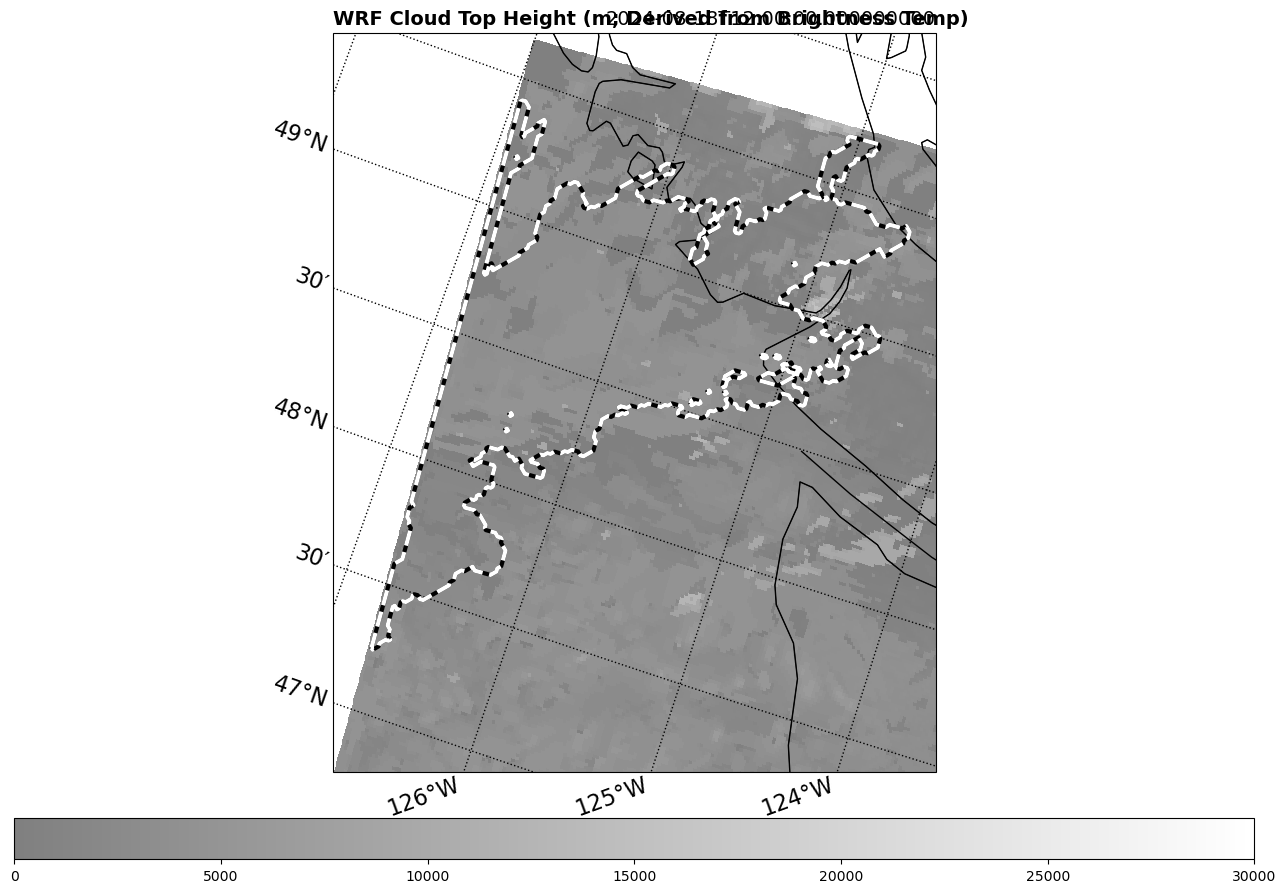 WRF Cloud Top Height (m; Derived from Brightness Temp)
49°N
30′
48°N
30′
47°N
126°W
125°W
124°W
0 5000 10000 15000 20000 25000 30000